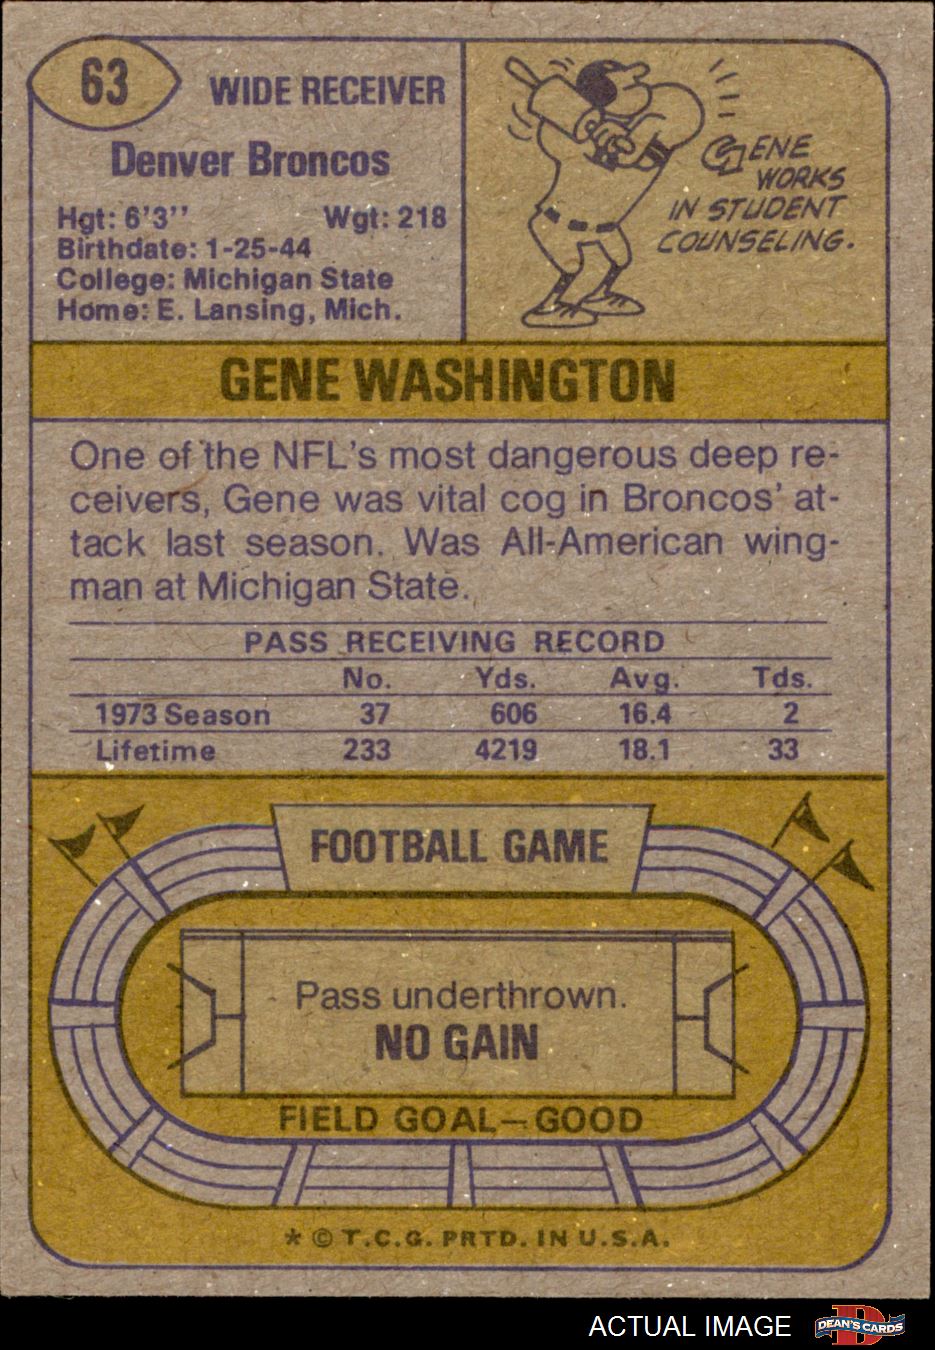 63
WIDE RECEIVER
Denver Broncos
Hgt: 6'3'' Wgt: 218
Birthdate: 1-25-44
College: Michigan State
Home: E. Lansing, Mich.
GENE
WORKS
IN STUDENT
COUNSELING.
GENE WASHINGTON
One of the NFL's most dangerous deep re-
ceivers, Gene was vital cog in Broncos' at-
tack last season. Was All-American wing-
man at Michigan State.
PASS RECEIVING RECORD
No. Yds. Avg. Tds.
1973 Season 37 606 16.4 2
Lifetime 233 4219 18.1 33
FOOTBALL GAME
Pass underthrown.
NO GAIN
FIELD GOAL—GOOD
* © T.C.G. PRTD. IN U.S.A.
ACTUAL IMAGE
DEAN'S CARDS